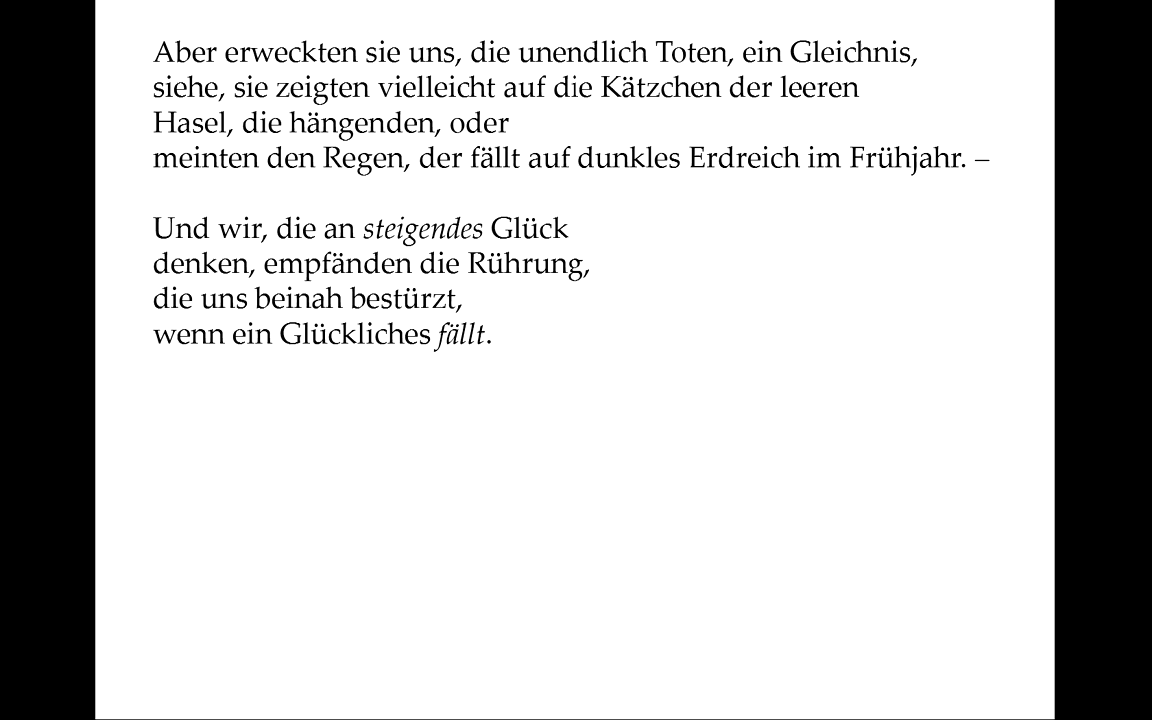 Aber erweckten sie uns, die unendlich Toten, ein Gleichnis,
siehe, sie zeigten vielleicht auf die Kätzchen der leeren
Hasel, die hängenden, oder
meinten den Regen, der fällt auf dunkles Erdreich im Frühjahr. –
Und wir, die an steigendes Glück
denken, empfänden die Rührung,
die uns beinah bestürzt,
wenn ein Glückliches fällt.